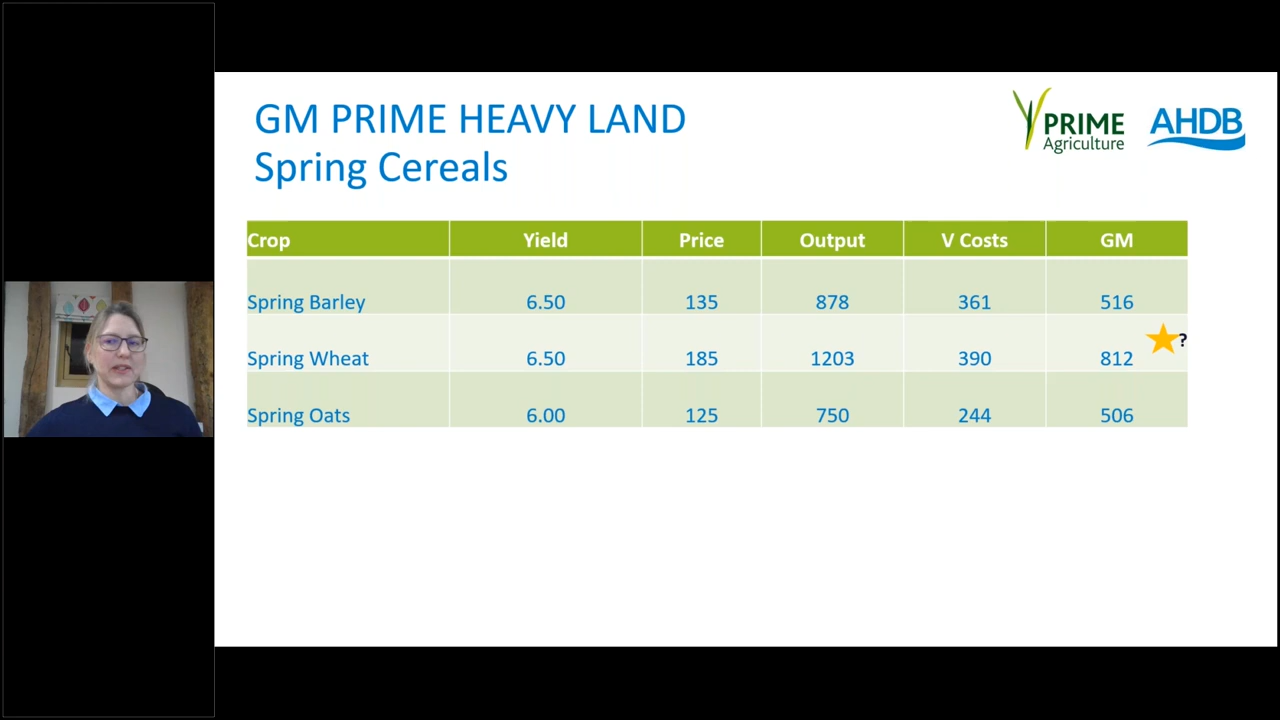 GM PRIME HEAVY LAND
Spring Cereals
PRIME
Agriculture
AHDB
Crop Yield Price Output V Costs GM
Spring Barley 6.50 135 878 361 516
Spring Wheat 6.50 185 1203 390 812 ?
Spring Oats 6.00 125 750 244 506